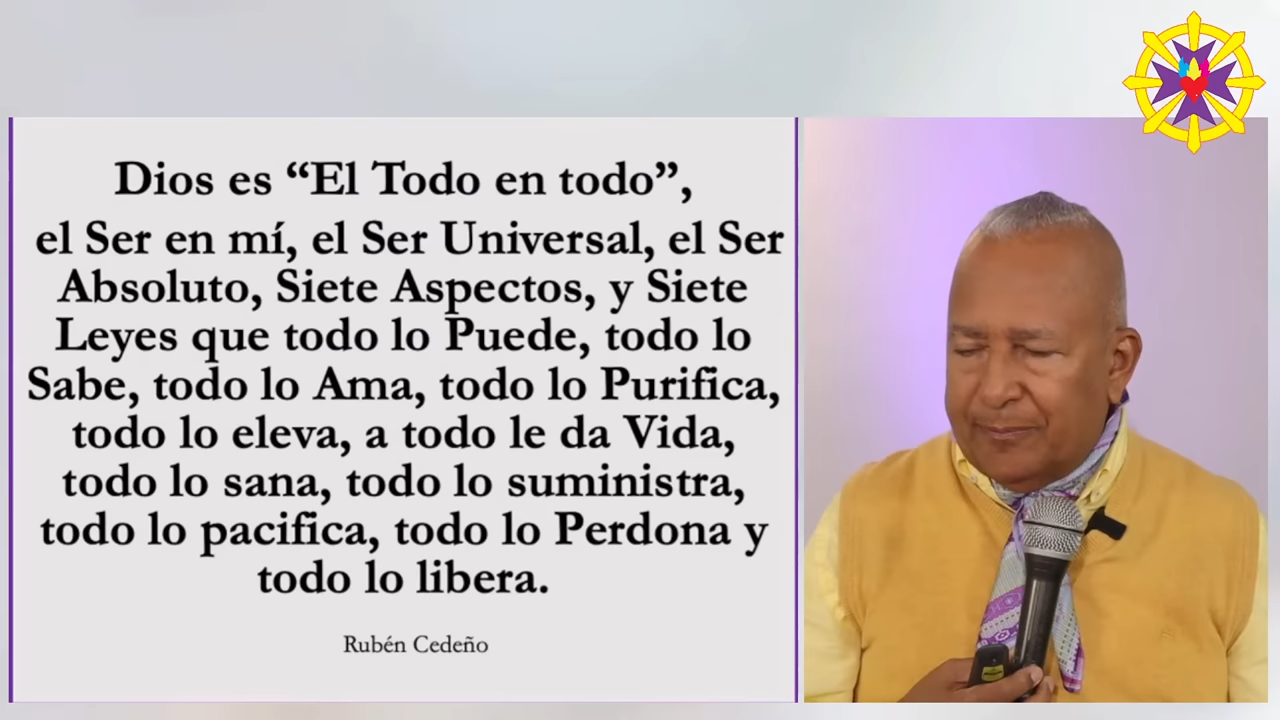 Dios es “El Todo en todo”,
el Ser en mí, el Ser Universal, el Ser
Absoluto, Siete Aspectos, y Siete
Leyes que todo lo Puede, todo lo
Sabe, todo lo Ama, todo lo Purifica,
todo lo eleva, a todo le da Vida,
todo lo sana, todo lo suministra,
todo lo pacifica, todo lo Perdona y
todo lo libera.
Rubén Cedeño